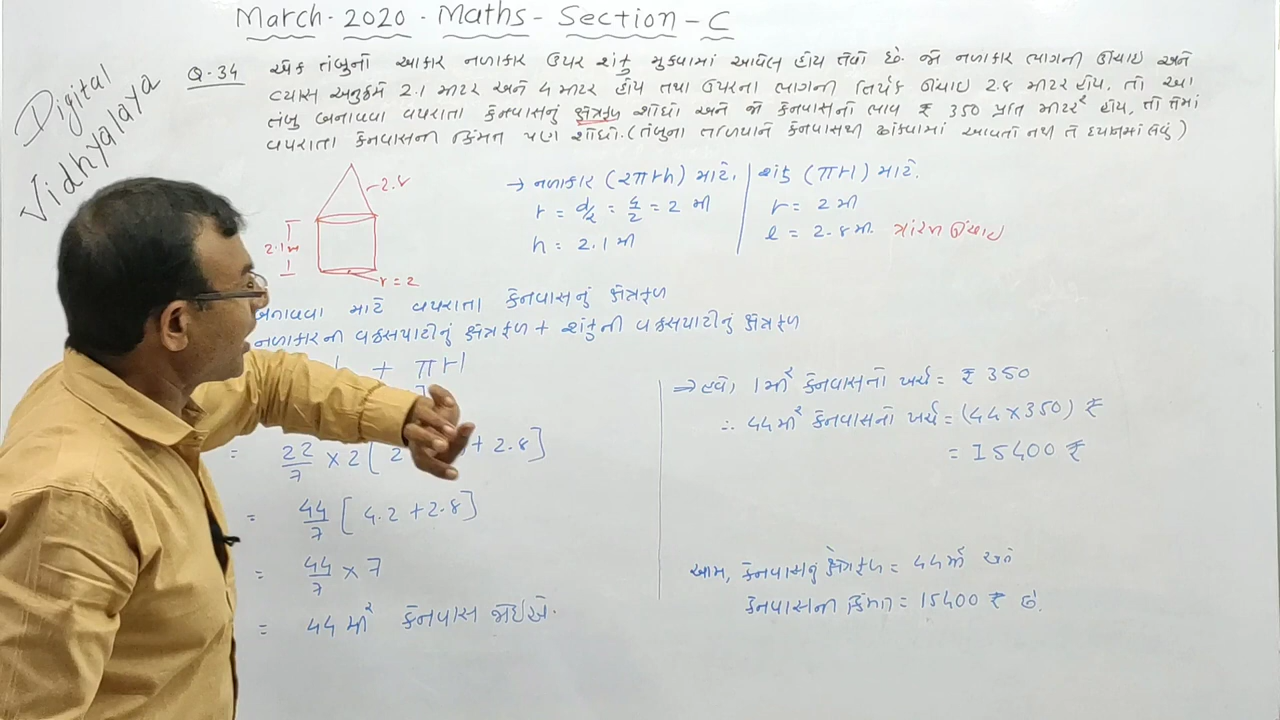 March - 2020 - Maths - Section - C
Digital
Vidhyalaya
Q-34 એક તંબુનો આકાર નળાકાર ઉપર શંકુ મુકવામાં આવેલ હોય તેવો છે. જો નળાકાર ભાગની ઊંચાઇ અને
વ્યાસ અનુક્રમે 2.1 મીટર અને 4 મીટર હોય તથા ઉપરના ભાગની તિર્યક ઊંચાઇ 2.8 મીટર હોય, તો આ
તંબુ બનાવવા વપરાતા કેનવાસનું ક્ષેત્રફળ શોધો અને જો કેનવાસનો ભાવ ₹ 350 પ્રતિ મીટર² હોય, તો તેમાં
વપરાતા કેનવાસની કિંમત પણ શોધો. (તંબુના તળિયાને કેનવાસથી ઢાંકવામાં આવતો નથી તે ધ્યાનમાં લેવું)
2.8
2.1
r = 2
→ નળાકાર (2πrh) માટે,
r = d/2 = 4/2 = 2 મી
h = 2.1 મી
શંકુ (πrl) માટે.
r = 2 મી
l = 2.8 મી. ત્રાંસી ઊંચાઇ
બનાવવા માટે વપરાતા કેનવાસનું ક્ષેત્રફળ
નળાકારની વક્રસપાટીનું ક્ષેત્રફળ + શંકુની વક્રસપાટીનું ક્ષેત્રફળ
+ πrl
= 22/7 × 2 [ 2 + 2.8 ]
= 44/7 [ 4.2 + 2.8 ]
= 44/7 × 7
= 44 મી² કેનવાસ જોઈએ.
⇒ હવે, 1 મી² કેનવાસનો ખર્ચ = ₹ 350
∴ 44 મી² કેનવાસનો ખર્ચ = (44 × 350) ₹
= 15400 ₹
આમ, કેનવાસનું ક્ષેત્રફળ = 44 મી² અને
કેનવાસની કિંમત = 15400 ₹ છે.